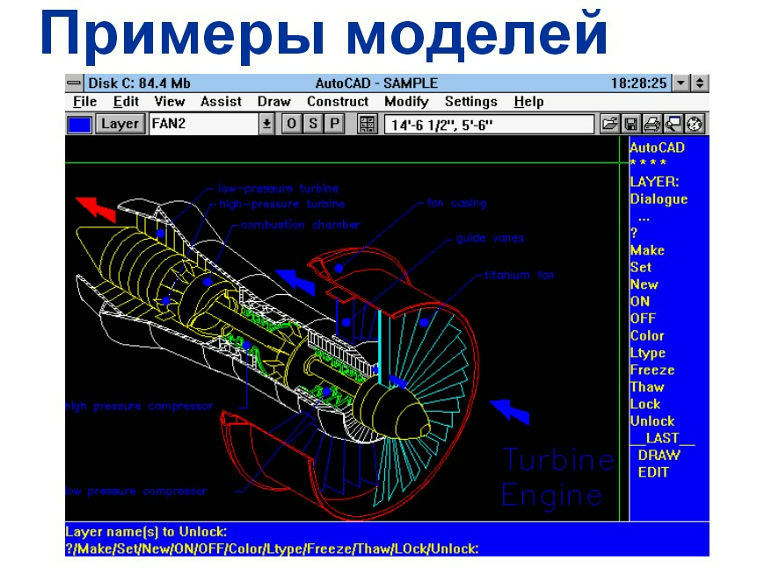 Примеры моделей
Disk C: 84.4 Mb AutoCAD - SAMPLE 18:28:25
File Edit View Assist Draw Construct Modify Settings Help
Layer FAN2 O S P 14'-6 1/2", 5'-6"
AutoCAD
* * * *
LAYER:
Dialogue
...
?
Make
Set
New
ON
OFF
Color
Ltype
Freeze
Thaw
Lock
Unlock
__LAST__
DRAW
EDIT
low-pressure turbine
high-pressure turbine
combustion chamber
fan casing
guide vanes
titanium fan
high pressure compressor
low pressure compressor
Turbine
Engine
Layer name(s) to Unlock:
?/Make/Set/New/ON/OFF/Color/Ltype/Freeze/Thaw/LOck/Unlock: